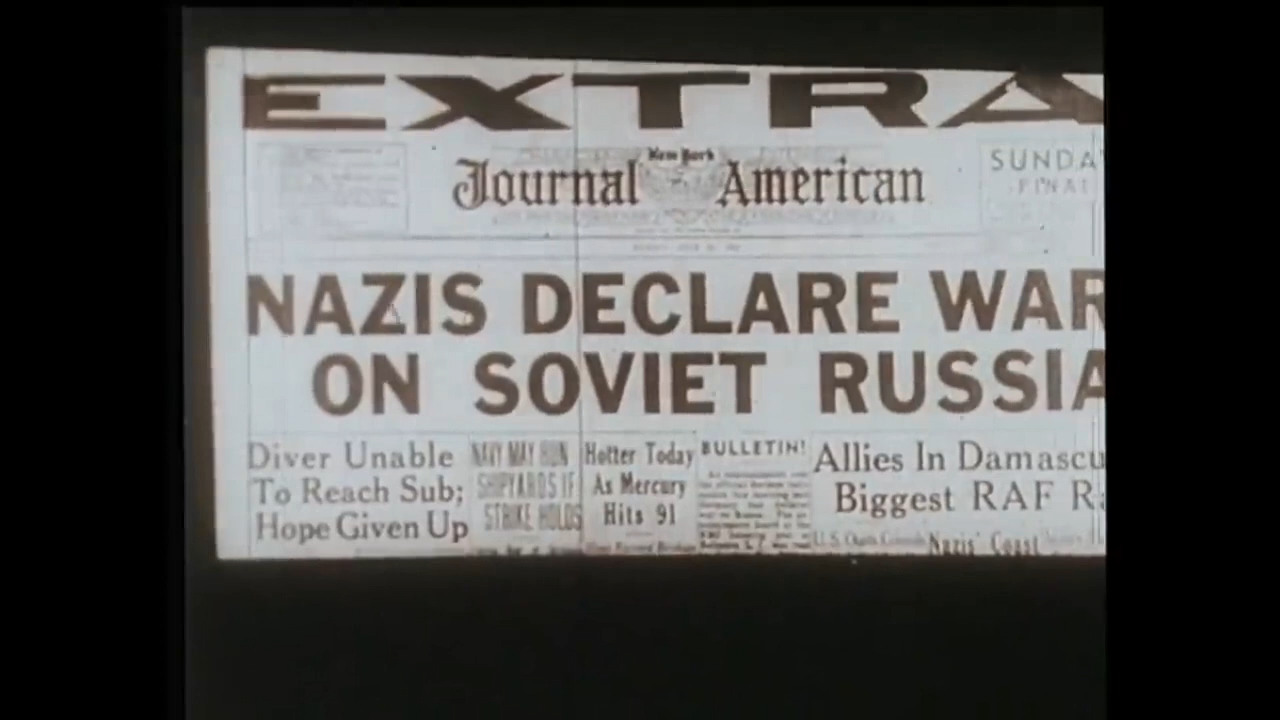 EXTRA
New York
Journal American
SUNDA
FINAL
NAZIS DECLARE WAR
ON SOVIET RUSSIA
Diver Unable
To Reach Sub;
Hope Given Up
NAVY MAY RUN
SHIPYARDS IF
STRIKE HOLDS
Hotter Today
As Mercury
Hits 91
BULLETIN!
Allies In Damascu
Biggest RAF R
Nazis' Coast